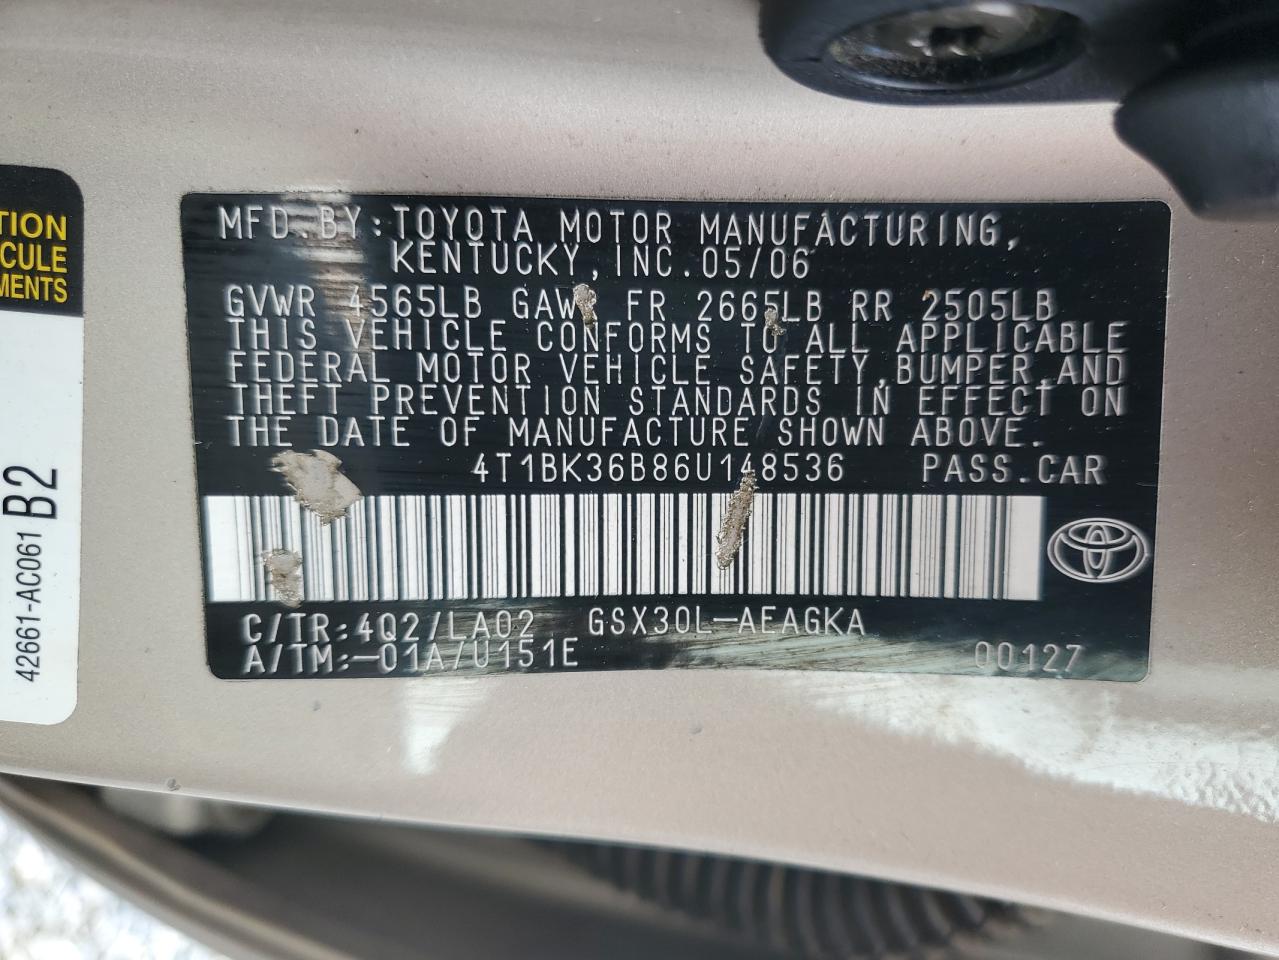 TION
CULE
MENTS
42661-AC061 B2
MFD.BY:TOYOTA MOTOR MANUFACTURING,
KENTUCKY,INC.05/06
GVWR 4565LB GAWR FR 2665LB RR 2505LB
THIS VEHICLE CONFORMS TO ALL APPLICABLE
FEDERAL MOTOR VEHICLE SAFETY,BUMPER,AND
THEFT PREVENTION STANDARDS IN EFFECT ON
THE DATE OF MANUFACTURE SHOWN ABOVE.
4T1BK36B86U148536 PASS.CAR
C/TR:4Q2/LA02 GSX30L-AEAGKA
A/TM:-01A/U151E 00127